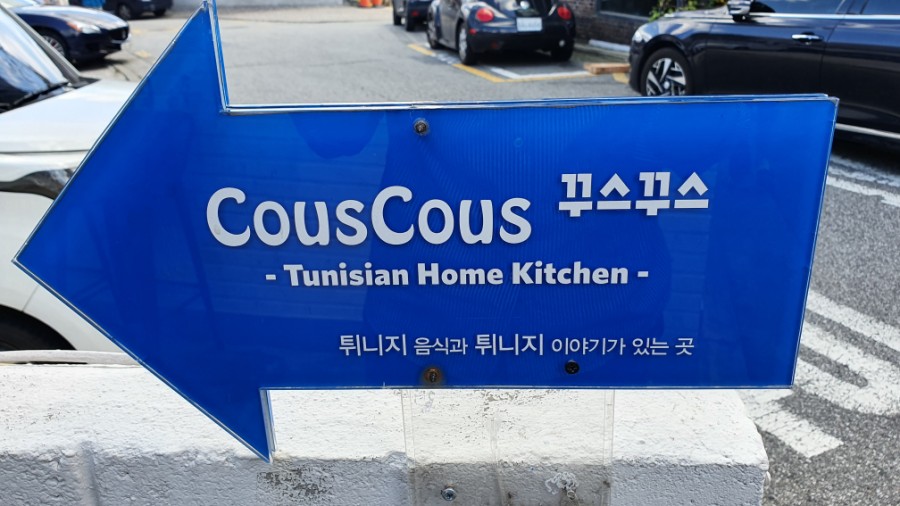 CousCous 꾸스꾸스
- Tunisian Home Kitchen -
튀니지 음식과 튀니지 이야기가 있는 곳